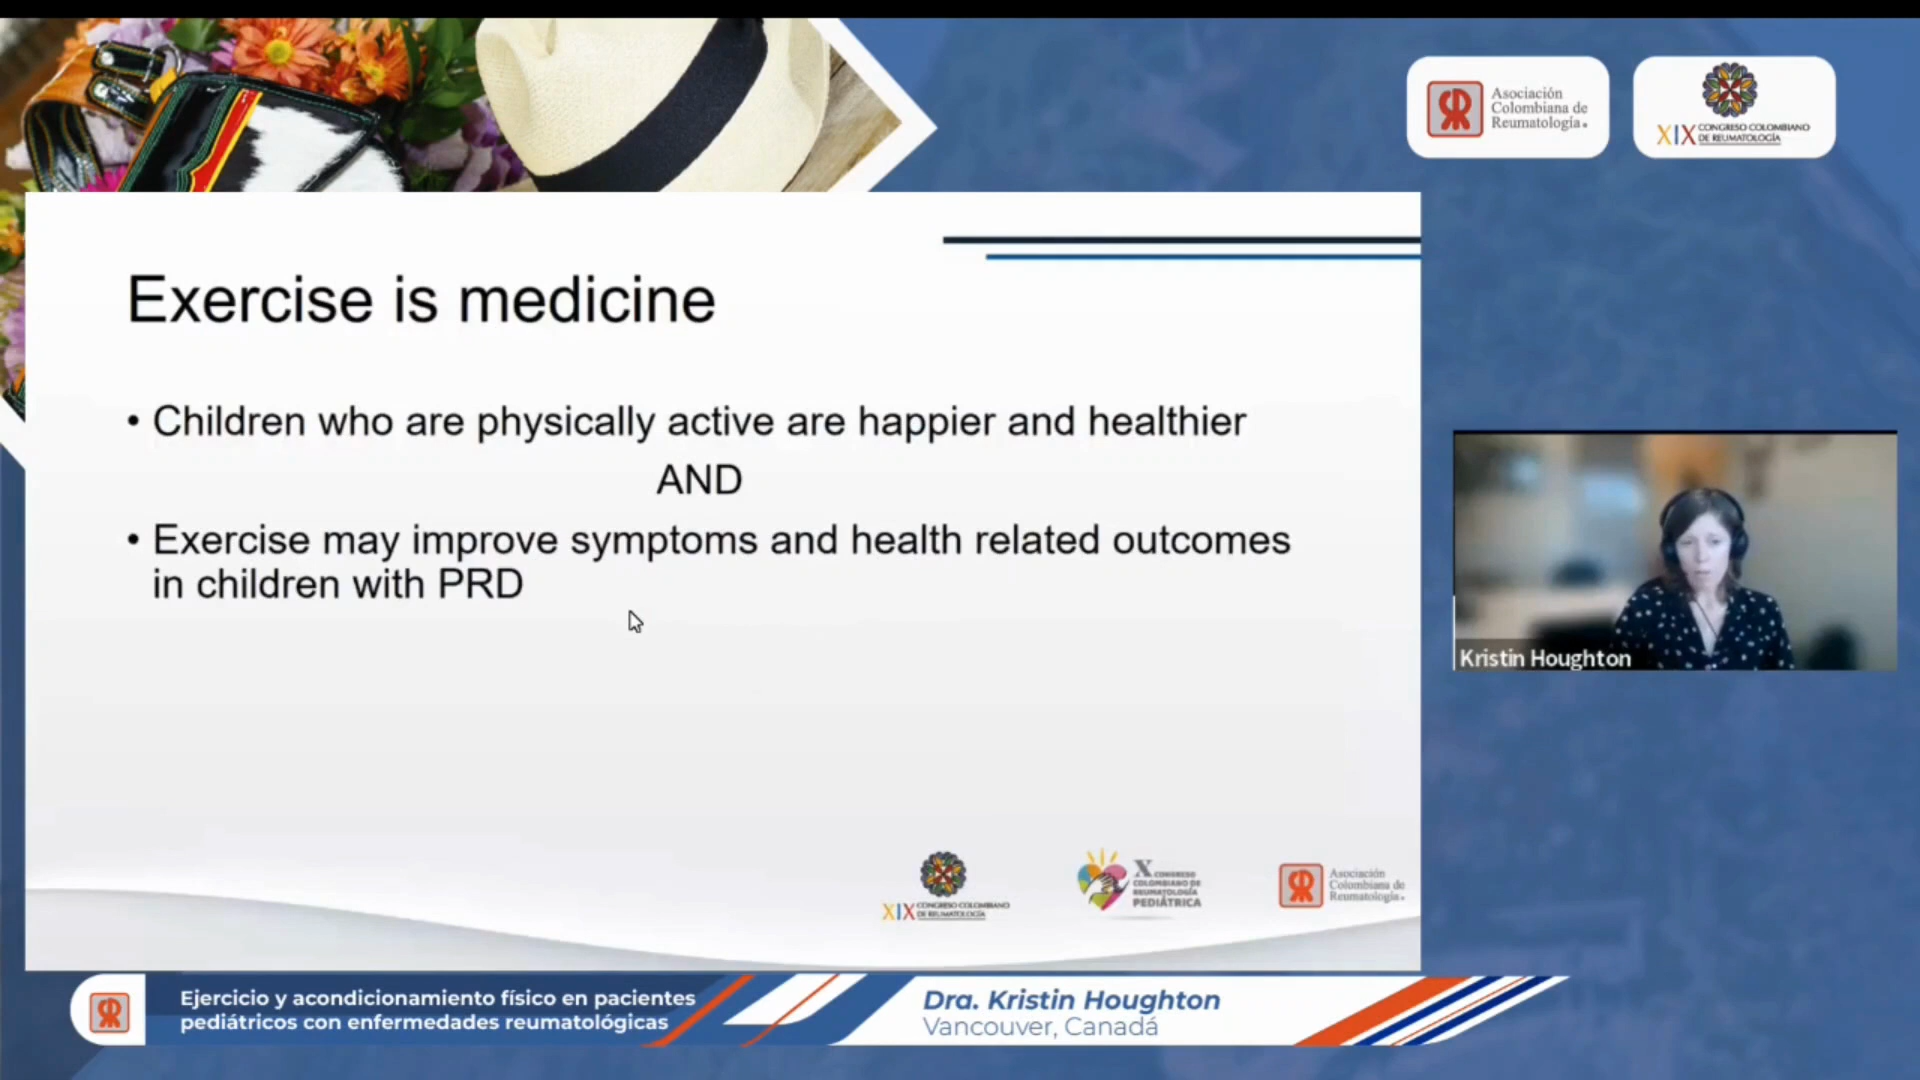 Asociación
Colombiana de
Reumatología.
XIX CONGRESO COLOMBIANO
DE REUMATOLOGÍA
Exercise is medicine
• Children who are physically active are happier and healthier
AND
• Exercise may improve symptoms and health related outcomes
in children with PRD
Kristin Houghton
XIX CONGRESO COLOMBIANO
DE REUMATOLOGÍA
X CONGRESO
COLOMBIANO DE
REUMATOLOGÍA
PEDIÁTRICA
Asociación
Colombiana de
Reumatología.
Ejercicio y acondicionamiento físico en pacientes
pediátricos con enfermedades reumatológicas
Dra. Kristin Houghton
Vancouver, Canadá